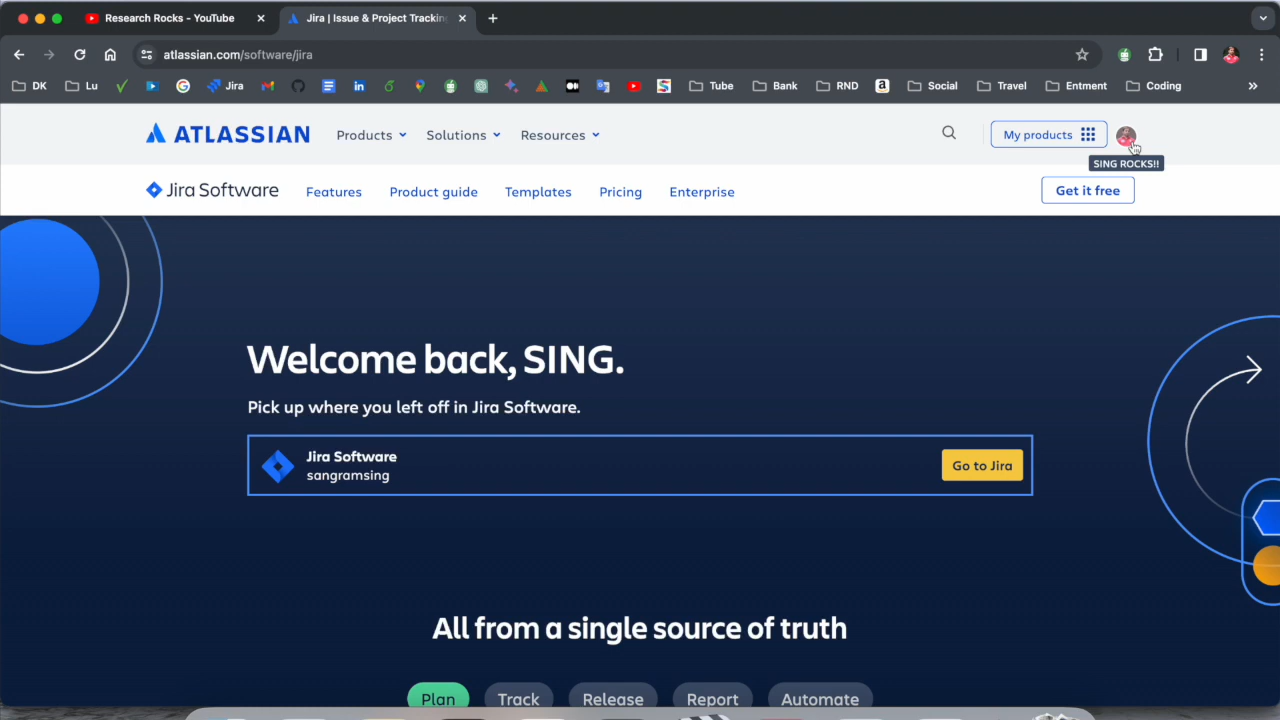 Research Rocks - YouTube
Jira | Issue & Project Trackin
atlassian.com/software/jira
DK
Lu
Jira
Tube
Bank
RND
Social
Travel
Entment
Coding
ATLASSIAN
Products
Solutions
Resources
My products
SING ROCKS!!
Jira Software
Features
Product guide
Templates
Pricing
Enterprise
Get it free
Welcome back, SING.
Pick up where you left off in Jira Software.
Jira Software
sangramsing
Go to Jira
All from a single source of truth
Plan
Track
Release
Report
Automate